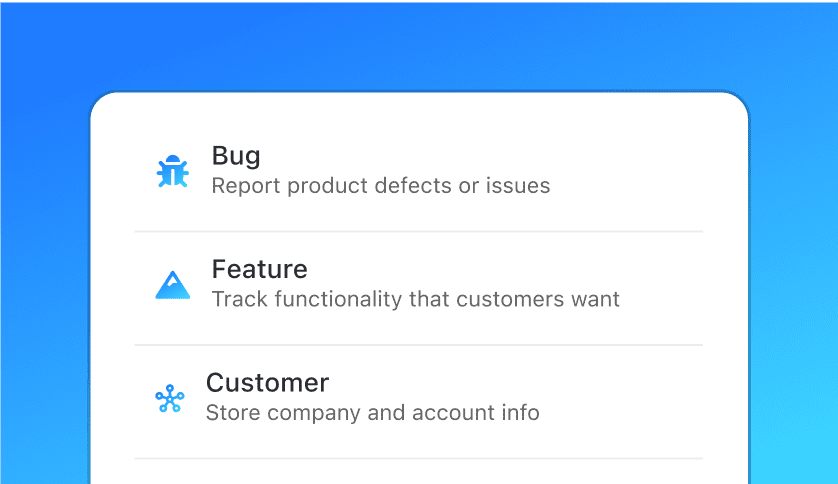 Bug
Report product defects or issues
Feature
Track functionality that customers want
Customer
Store company and account info